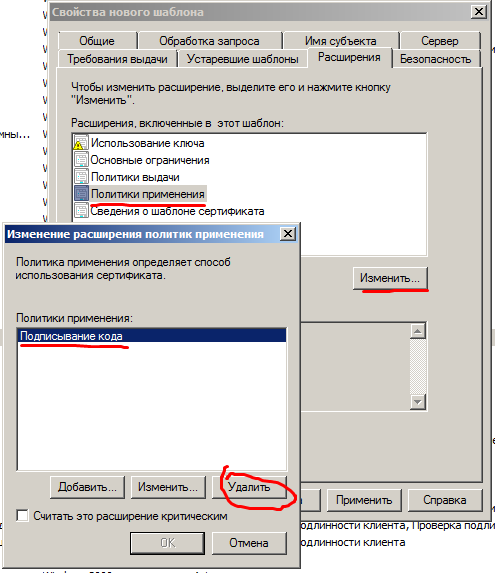 Свойства нового шаблона
Общие
Обработка запроса
Имя субъекта
Сервер
Требования выдачи
Устаревшие шаблоны
Расширения
Безопасность
Чтобы изменить расширение, выделите его и нажмите кнопку
"Изменить".
Расширения, включенные в этот шаблон:
мны...
Использование ключа
Основные ограничения
Политики выдачи
Политики применения
Сведения о шаблоне сертификата
Изменить...
Изменение расширения политик применения
Политика применения определяет способ
использования сертификата.
Политики применения:
Подписывание кода
Добавить...
Изменить...
Удалить
Считать это расширение критическим
OK
Отмена
Применить
Справка
одлинности клиента, Проверка подли
одлинности клиента